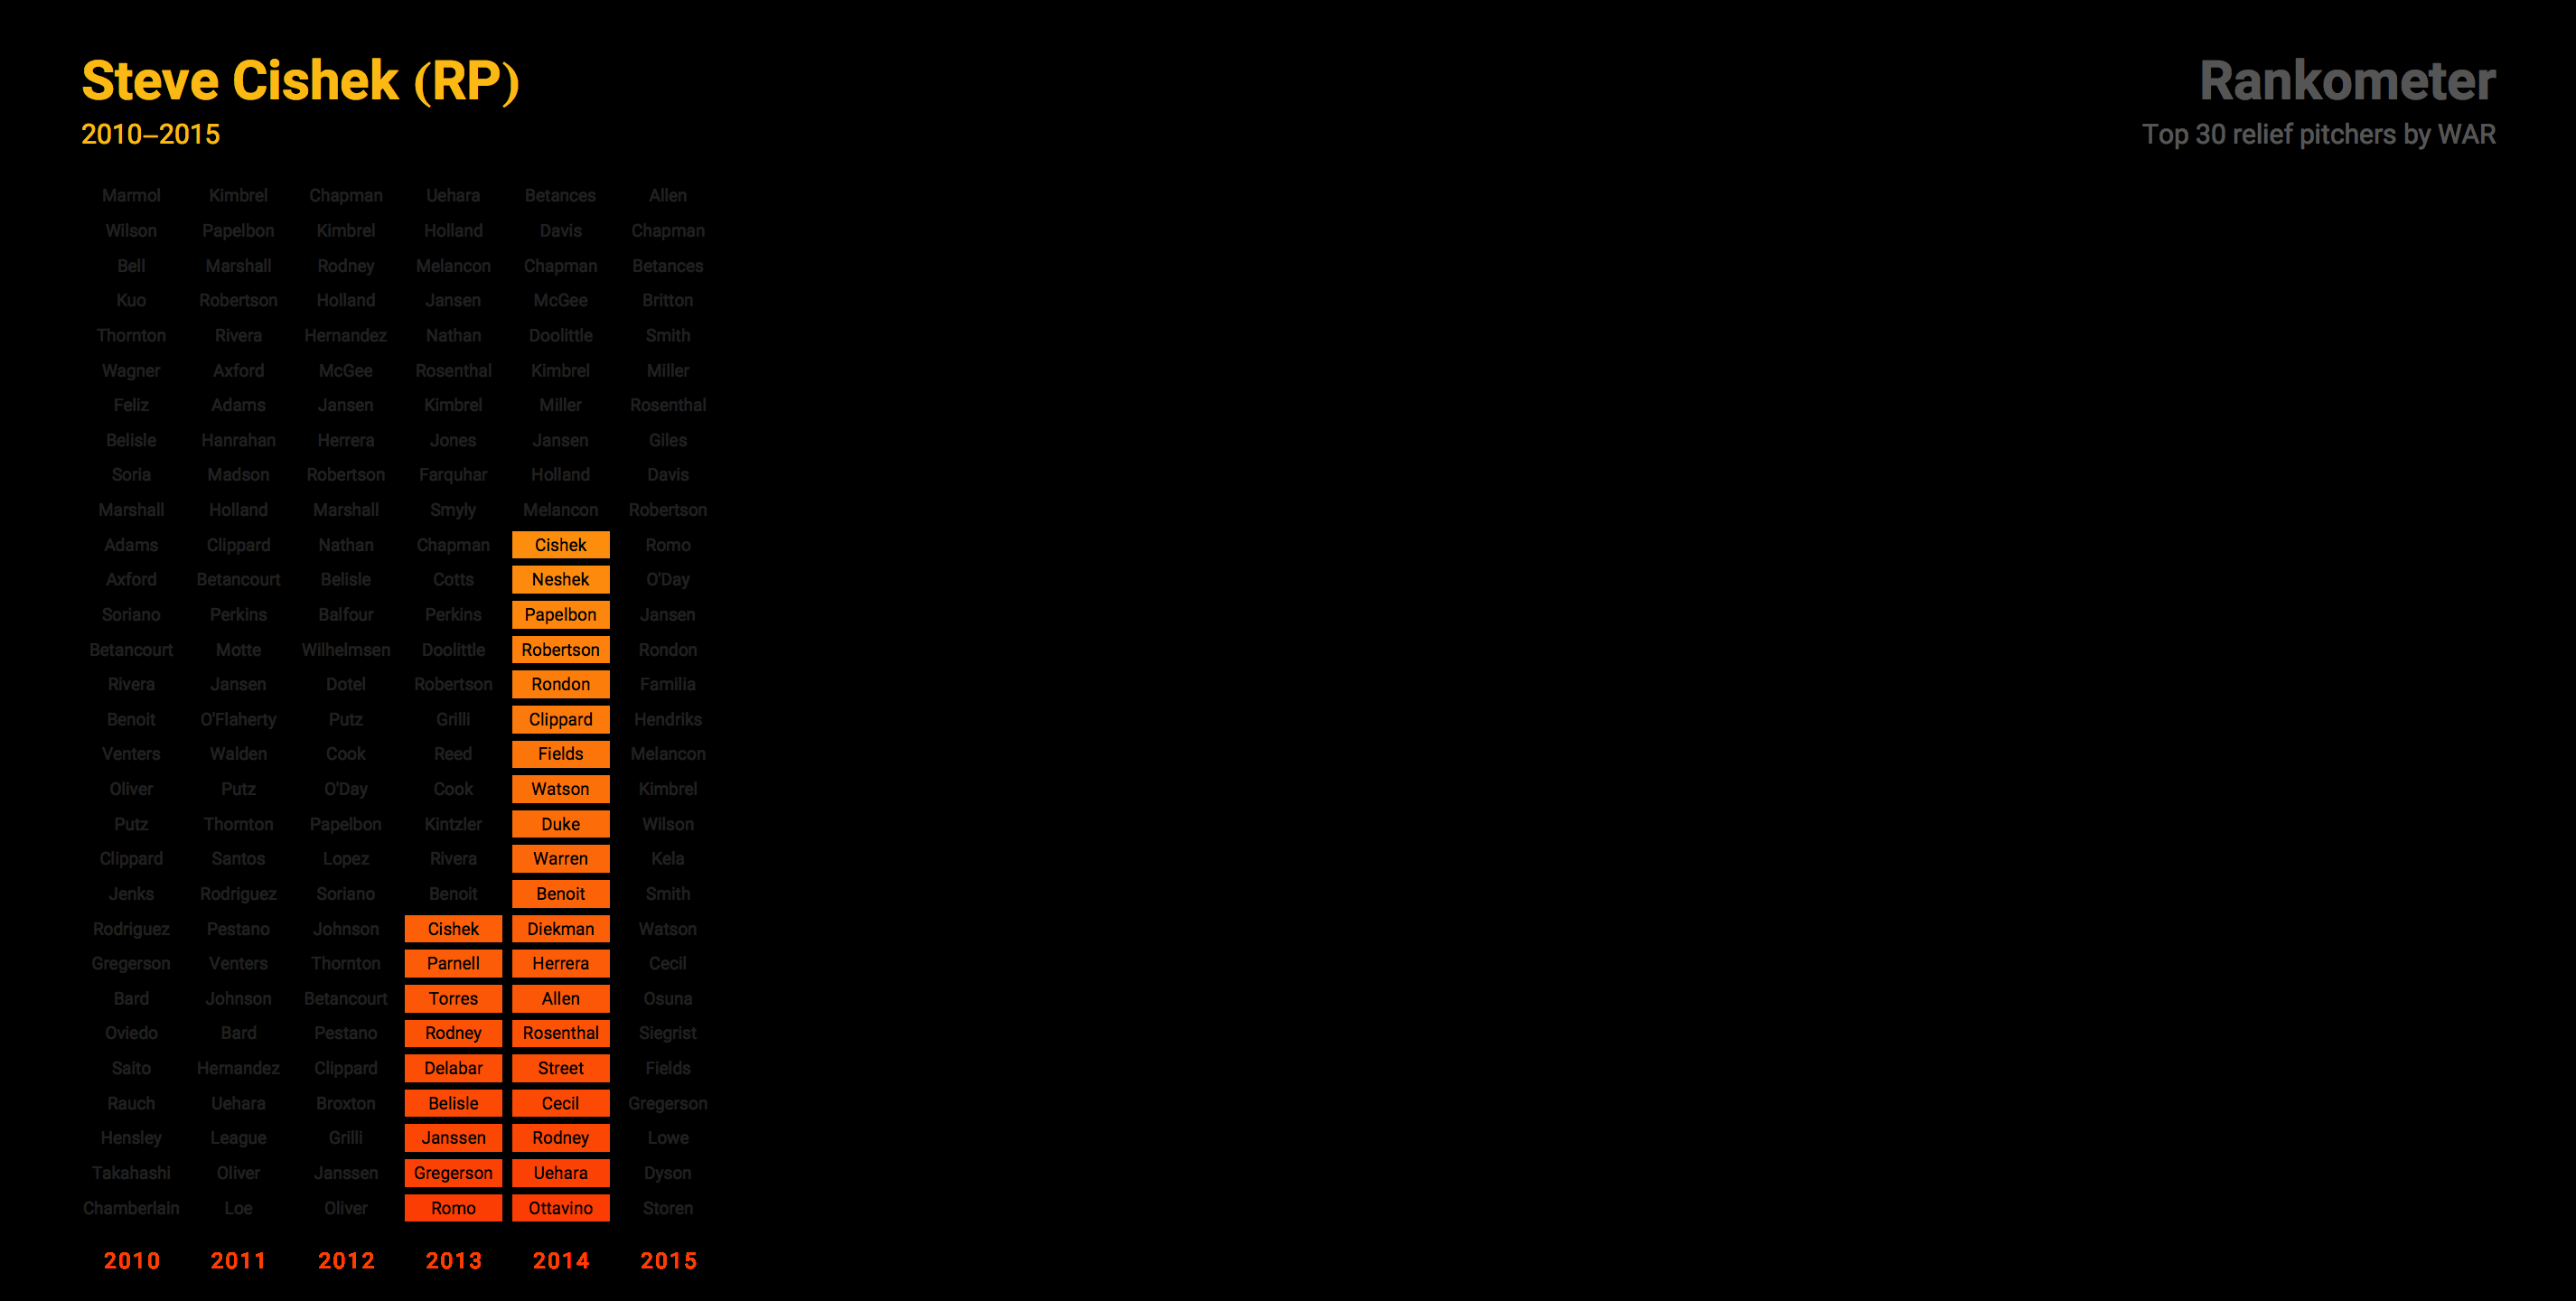 Steve Cishek (RP)
2010–2015
Rankometer
Top 30 relief pitchers by WAR
Marmol Kimbrel Chapman Uehara Betances Allen
Wilson Papelbon Kimbrel Holland Davis Chapman
Bell Marshall Rodney Melancon Chapman Betances
Kuo Robertson Holland Jansen McGee Britton
Thornton Rivera Hernandez Nathan Doolittle Smith
Wagner Axford McGee Rosenthal Kimbrel Miller
Feliz Adams Jansen Kimbrel Miller Rosenthal
Belisle Hanrahan Herrera Jones Jansen Giles
Soria Madson Robertson Farquhar Holland Davis
Marshall Holland Marshall Smyly Melancon Robertson
Adams Clippard Nathan Chapman Cishek Romo
Axford Betancourt Belisle Cotts Neshek O'Day
Soriano Perkins Balfour Perkins Papelbon Jansen
Betancourt Motte Wilhelmsen Doolittle Robertson Rondon
Rivera Jansen Dotel Robertson Rondon Familia
Benoit O'Flaherty Putz Grilli Clippard Hendriks
Venters Walden Cook Reed Fields Melancon
Oliver Putz O'Day Cook Watson Kimbrel
Putz Thornton Papelbon Kintzler Duke Wilson
Clippard Santos Lopez Rivera Warren Kela
Jenks Rodriguez Soriano Benoit Benoit Smith
Rodriguez Pestano Johnson Cishek Diekman Watson
Gregerson Venters Thornton Parnell Herrera Cecil
Bard Johnson Betancourt Torres Allen Osuna
Oviedo Bard Pestano Rodney Rosenthal Siegrist
Saito Hernandez Clippard Delabar Street Fields
Rauch Uehara Broxton Belisle Cecil Gregerson
Hensley League Grilli Janssen Rodney Lowe
Takahashi Oliver Janssen Gregerson Uehara Dyson
Chamberlain Loe Oliver Romo Ottavino Storen
2010 2011 2012 2013 2014 2015